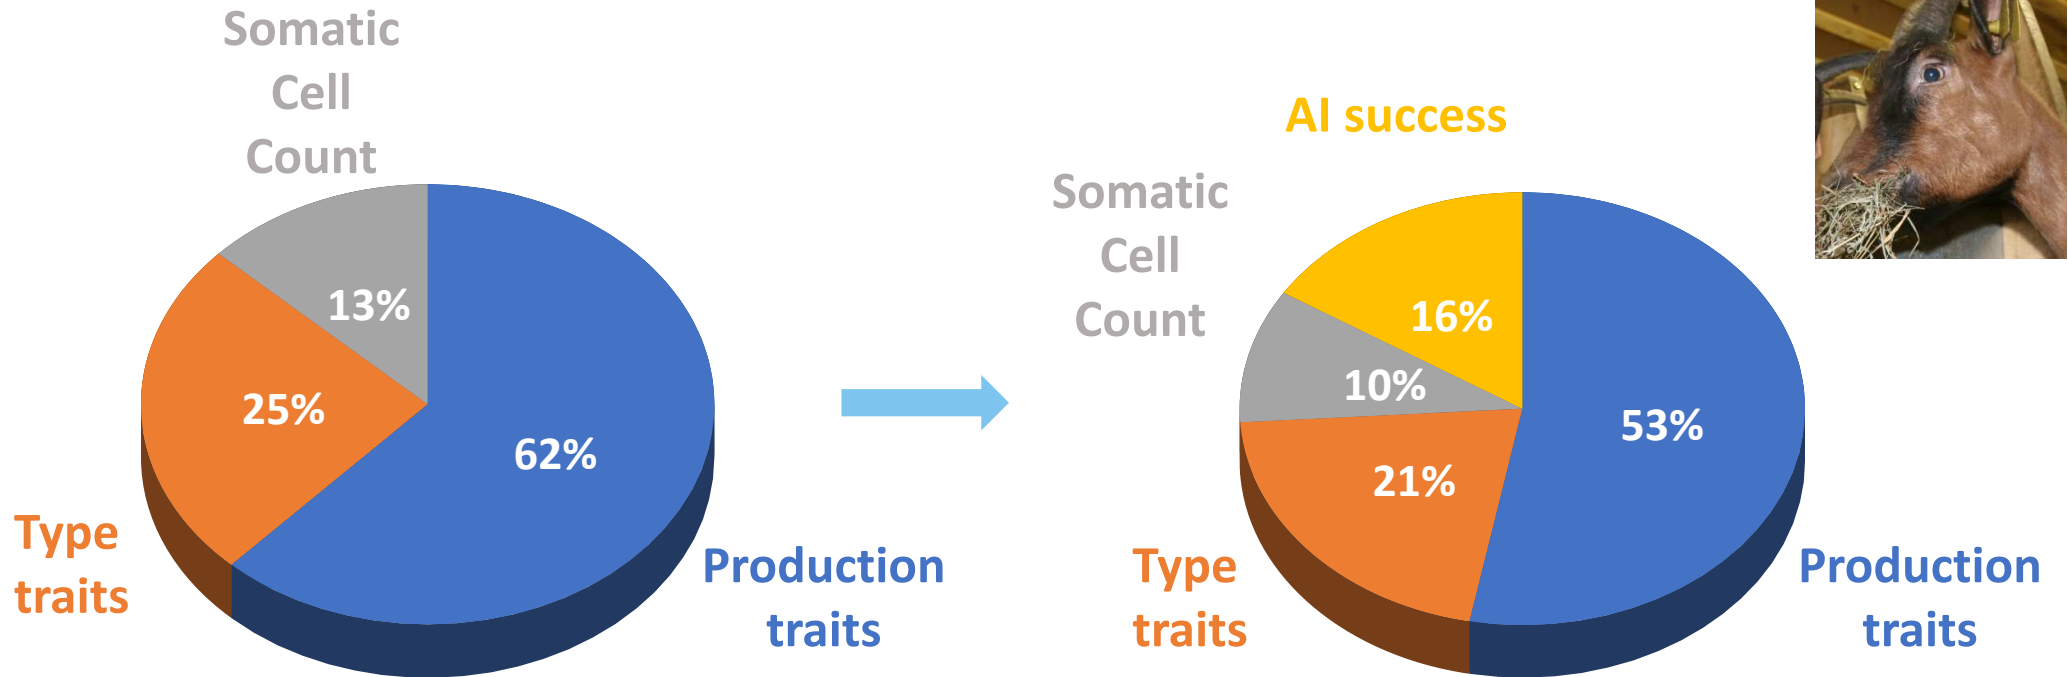 Somatic
Cell
Count
13%
25%
62%
Type
traits
Production
traits
AI success
Somatic
Cell
Count
16%
10%
53%
21%
Type
traits
Production
traits